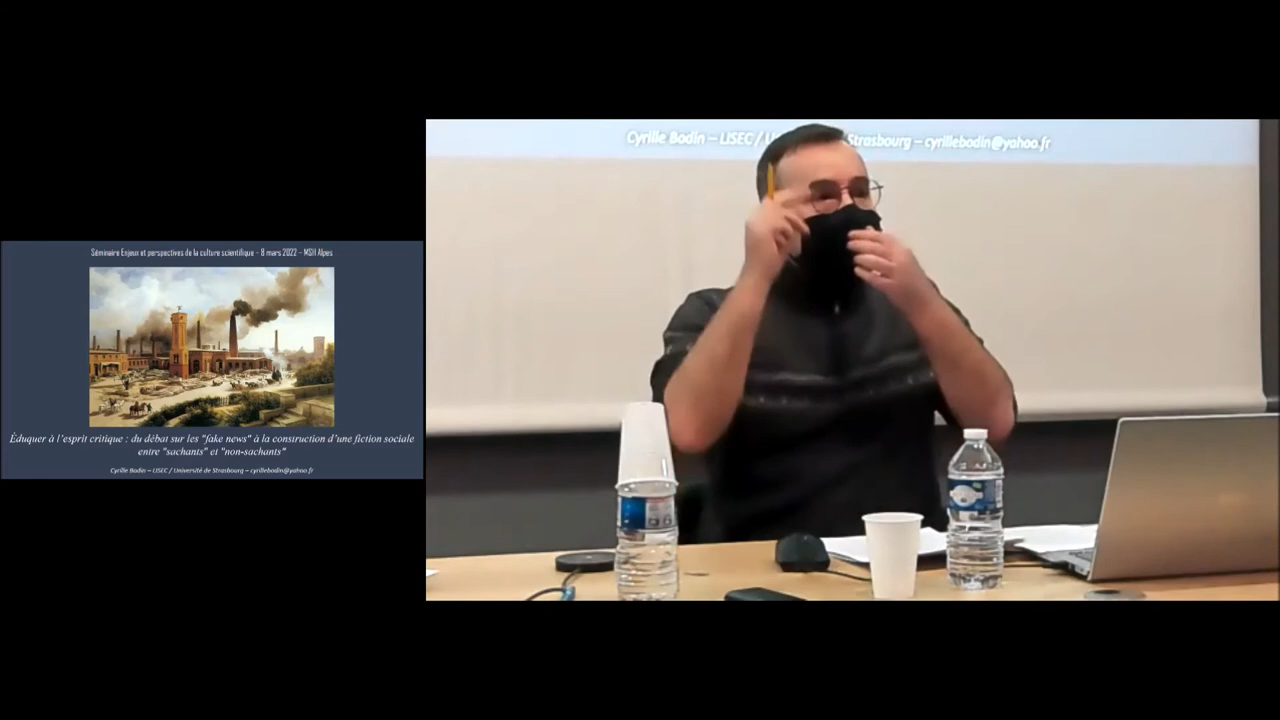 Séminaire Enjeux et perspectives de la culture scientifique – 8 mars 2022 – MSH Alpes
Éduquer à l'esprit critique : du débat sur les "fake news" à la construction d'une fiction sociale
entre "sachants" et "non-sachants"
Cyrille Bodin – LISEC / Université de Strasbourg – cyrillebodin@yahoo.fr
Cyrille Bodin – LISEC / U Strasbourg – cyrillebodin@yahoo.fr